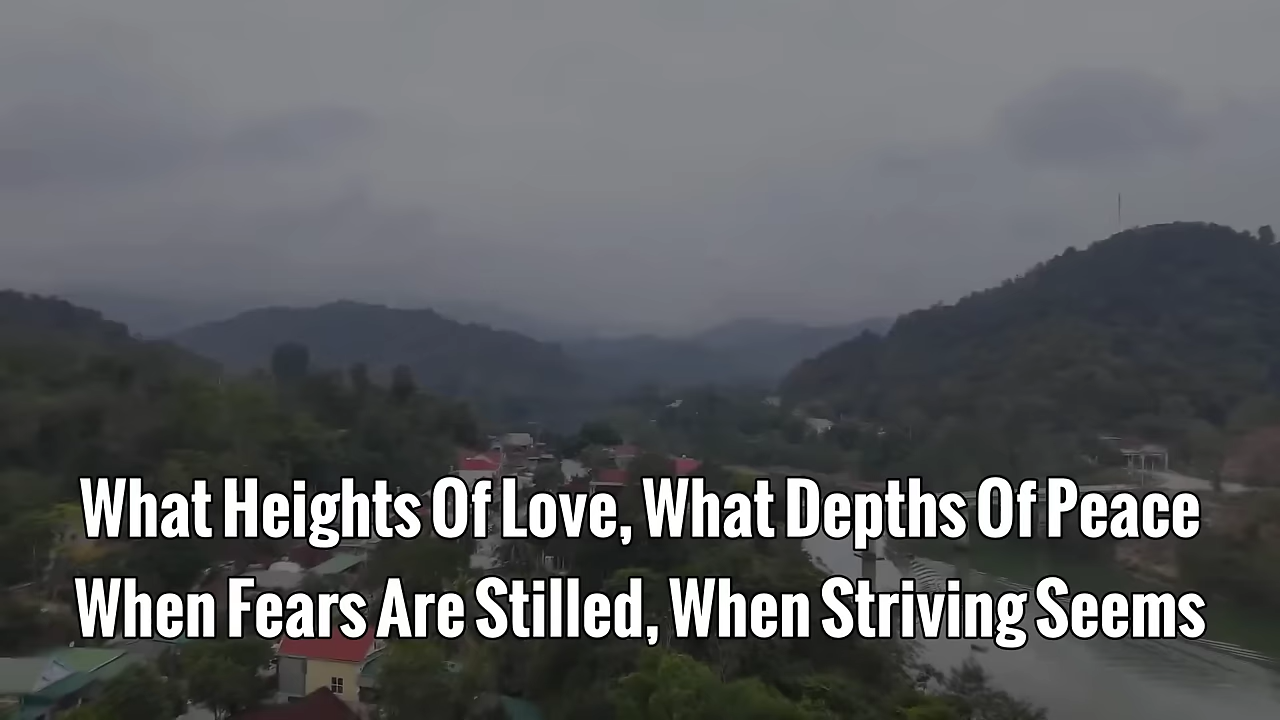 What Heights Of Love, What Depths Of Peace
When Fears Are Stilled, When Striving Seems